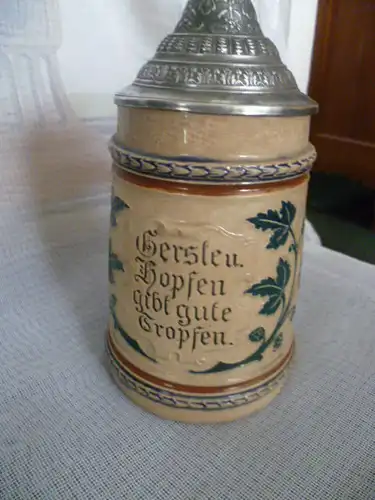 Gerste u.
Hopfen
gibt gute
Tropfen.